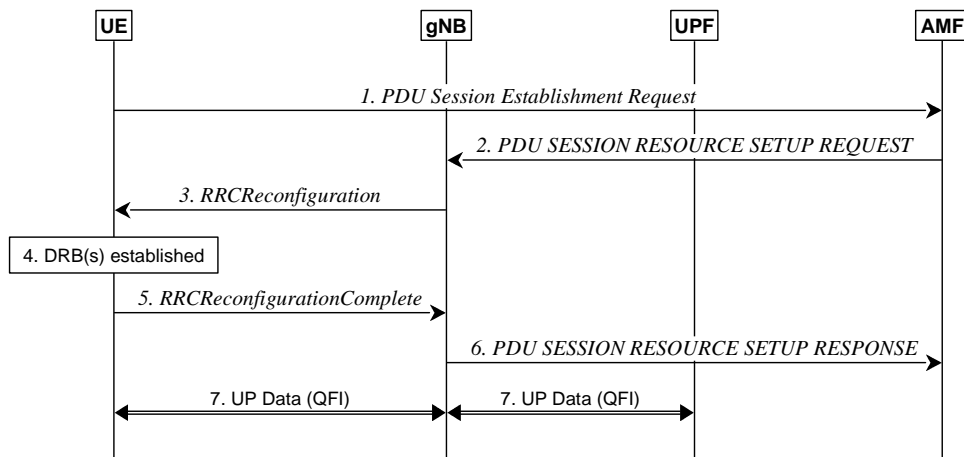 UE gNB UPF AMF
1. PDU Session Establishment Request
2. PDU SESSION RESOURCE SETUP REQUEST
3. RRCReconfiguration
4. DRB(s) established
5. RRCReconfigurationComplete
6. PDU SESSION RESOURCE SETUP RESPONSE
7. UP Data (QFI) 7. UP Data (QFI)